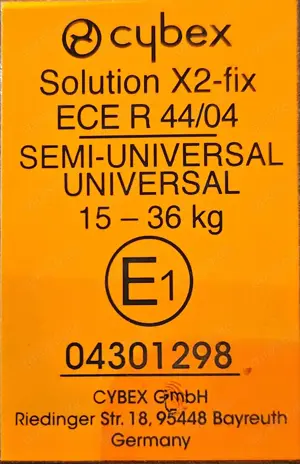 cybex
Solution X2-fix
ECE R 44/04
SEMI-UNIVERSAL
UNIVERSAL
15 – 36 kg
E1
04301298
CYBEX GmbH
Riedinger Str. 18, 95448 Bayreuth
Germany